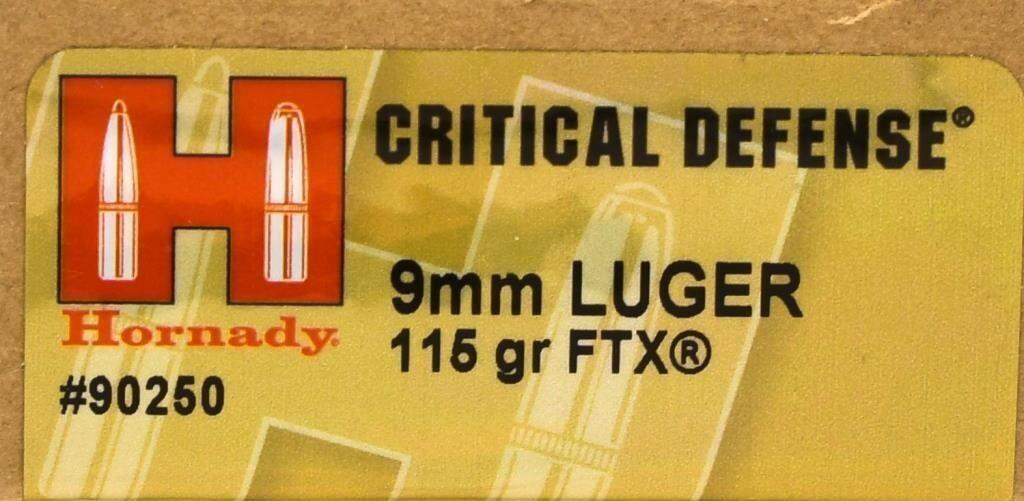 H
CRITICAL DEFENSE®
Hornady.
9mm LUGER
115 gr FTX®
#90250